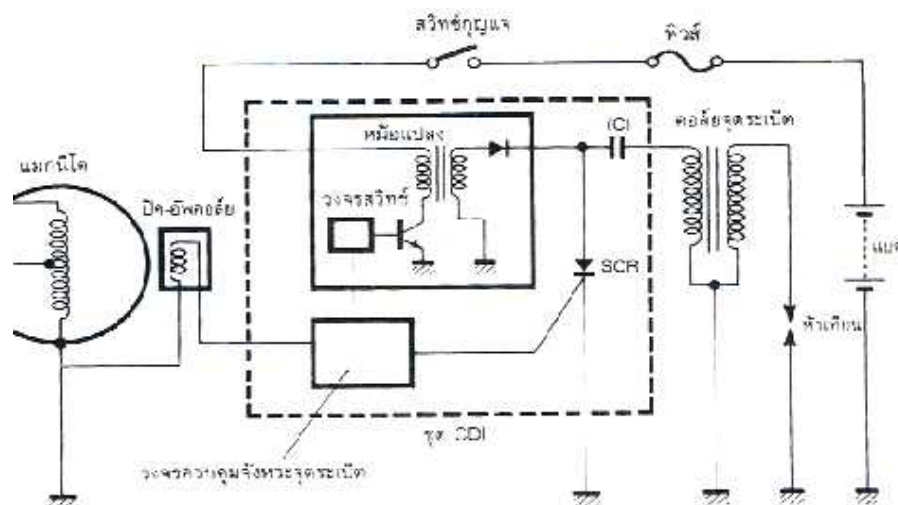 สวิทช์กุญแจ
ฟิวส์
หม้อแปลง
(C)
คอล์ยจุดระเบิด
แมกนีโต
ปิค-อัพคอล์ย
วงจรสวิทช์
SCR
แบต
หัวเทียน
ชุด CDI
วงจรควบคุมจังหวะจุดระเบิด